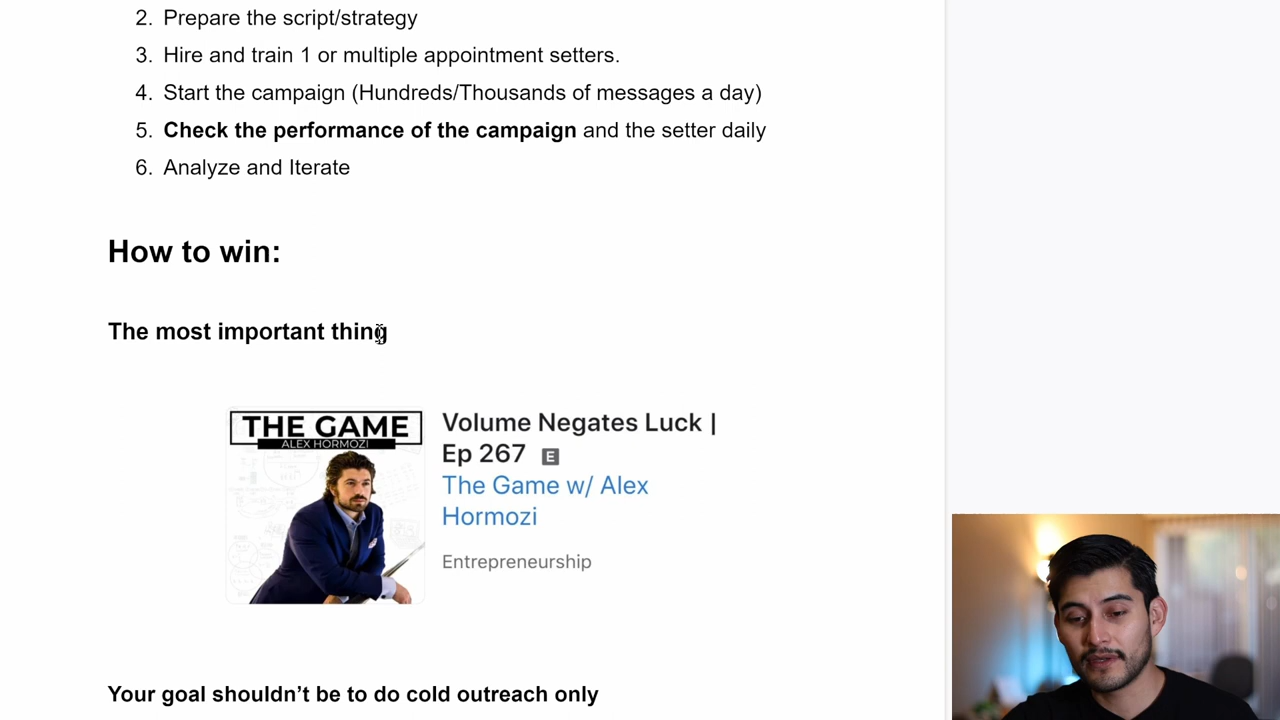 2. Prepare the script/strategy
3. Hire and train 1 or multiple appointment setters.
4. Start the campaign (Hundreds/Thousands of messages a day)
5. Check the performance of the campaign and the setter daily
6. Analyze and Iterate
How to win:
The most important thing
THE GAME
ALEX HORMOZI
Volume Negates Luck |
Ep 267 E
The Game w/ Alex
Hormozi
Entrepreneurship
Your goal shouldn’t be to do cold outreach only